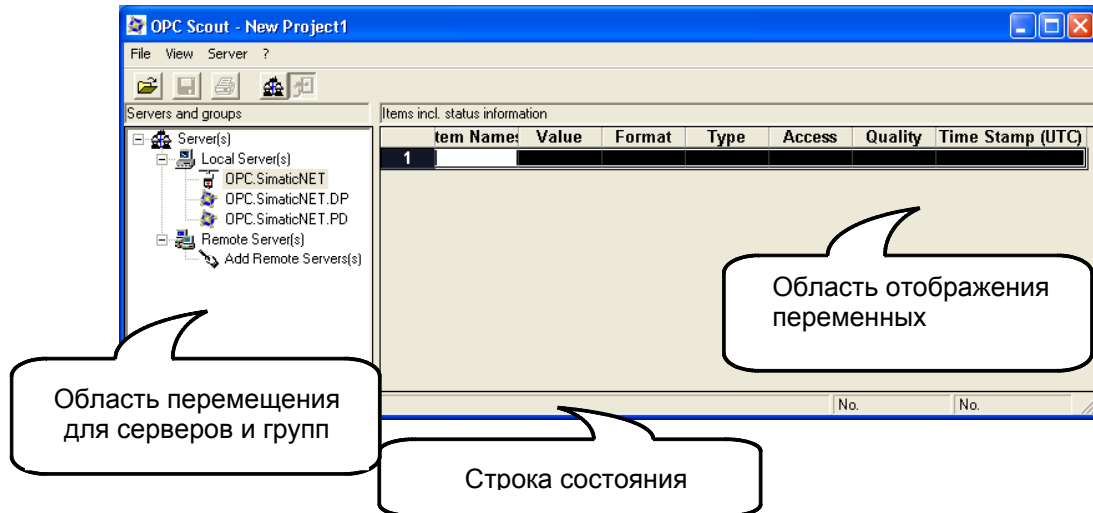 OPC Scout - New Project1
File View Server ?
Servers and groups
Items incl. status information
Server(s)
Local Server(s)
OPC.SimaticNET
OPC.SimaticNET.DP
OPC.SimaticNET.PD
Remote Server(s)
Add Remote Servers(s)
tem Names Value Format Type Access Quality Time Stamp (UTC)
1
Область отображения
переменных
Область перемещения
для серверов и групп
No. No.
Строка состояния